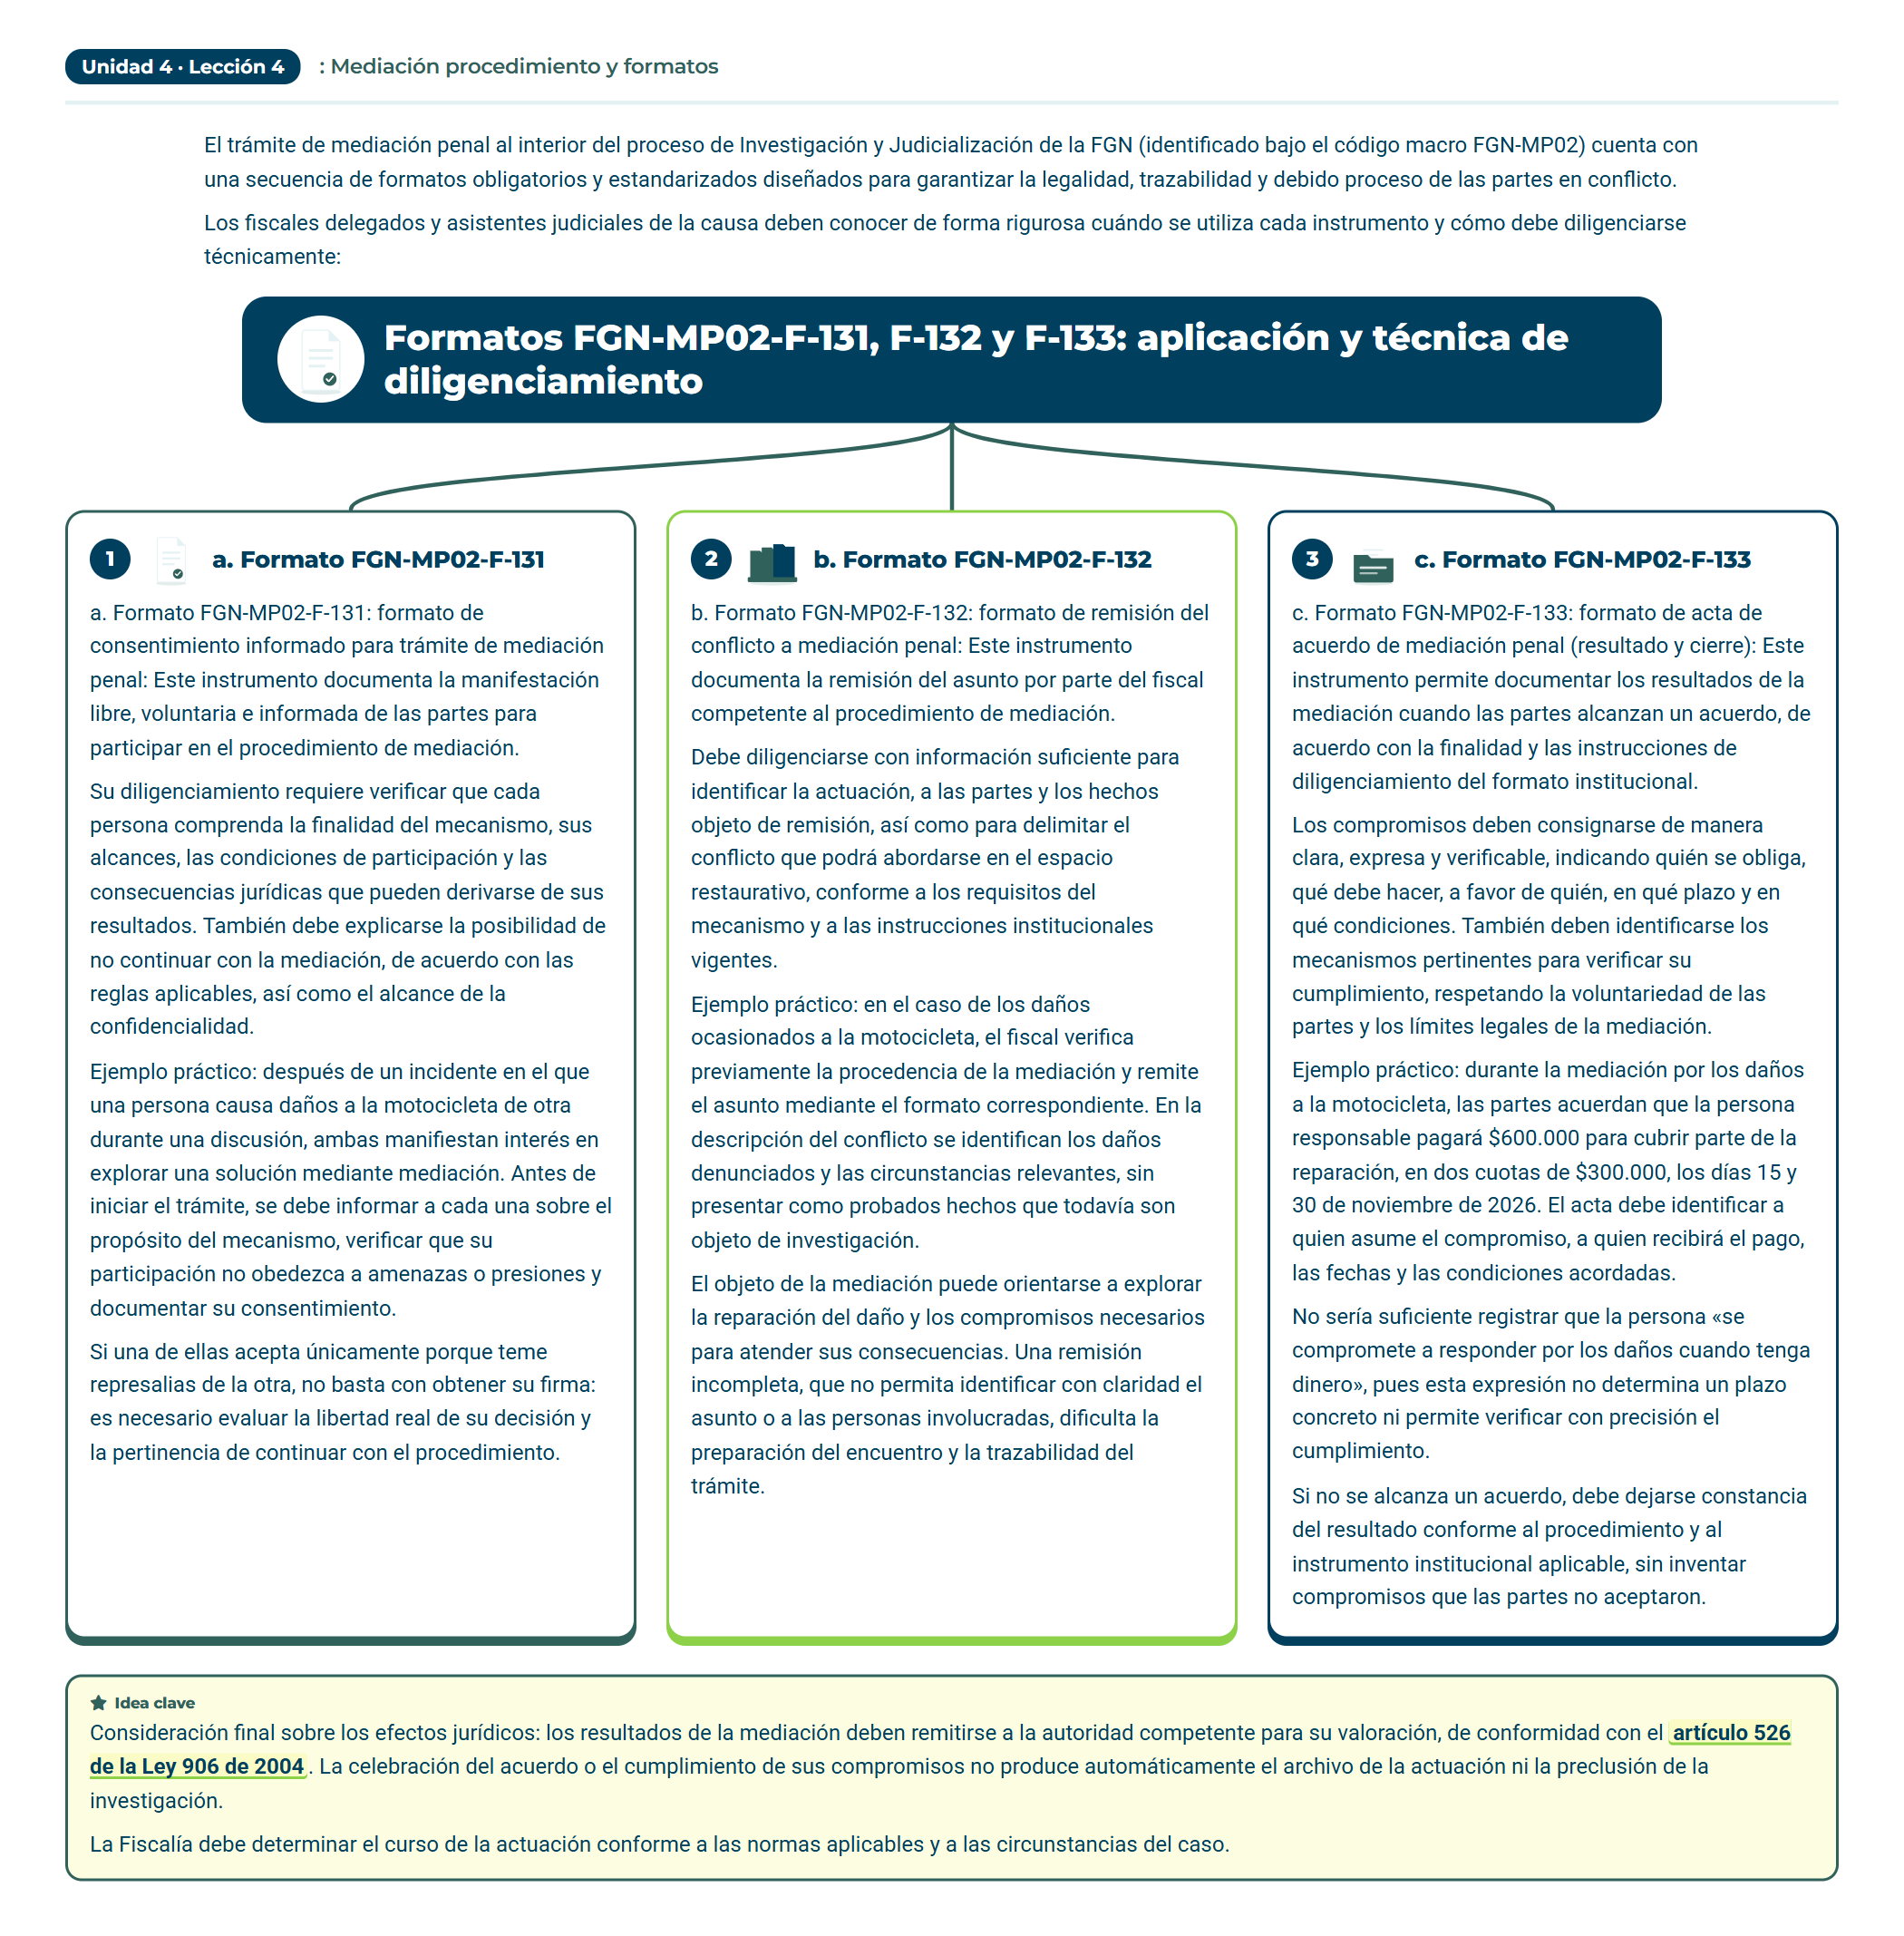 Unidad 4 · Lección 4 : Mediación procedimiento y formatos
El trámite de mediación penal al interior del proceso de Investigación y Judicialización de la FGN (identificado bajo el código macro FGN-MP02) cuenta con
una secuencia de formatos obligatorios y estandarizados diseñados para garantizar la legalidad, trazabilidad y debido proceso de las partes en conflicto.
Los fiscales delegados y asistentes judiciales de la causa deben conocer de forma rigurosa cuándo se utiliza cada instrumento y cómo debe diligenciarse
técnicamente:
Formatos FGN-MP02-F-131, F-132 y F-133: aplicación y técnica de
diligenciamiento
1 a. Formato FGN-MP02-F-131
a. Formato FGN-MP02-F-131: formato de
consentimiento informado para trámite de mediación
penal: Este instrumento documenta la manifestación
libre, voluntaria e informada de las partes para
participar en el procedimiento de mediación.
Su diligenciamiento requiere verificar que cada
persona comprenda la finalidad del mecanismo, sus
alcances, las condiciones de participación y las
consecuencias jurídicas que pueden derivarse de sus
resultados. También debe explicarse la posibilidad de
no continuar con la mediación, de acuerdo con las
reglas aplicables, así como el alcance de la
confidencialidad.
Ejemplo práctico: después de un incidente en el que
una persona causa daños a la motocicleta de otra
durante una discusión, ambas manifiestan interés en
explorar una solución mediante mediación. Antes de
iniciar el trámite, se debe informar a cada una sobre el
propósito del mecanismo, verificar que su
participación no obedezca a amenazas o presiones y
documentar su consentimiento.
Si una de ellas acepta únicamente porque teme
represalias de la otra, no basta con obtener su firma:
es necesario evaluar la libertad real de su decisión y
la pertinencia de continuar con el procedimiento.
2 b. Formato FGN-MP02-F-132
b. Formato FGN-MP02-F-132: formato de remisión del
conflicto a mediación penal: Este instrumento
documenta la remisión del asunto por parte del fiscal
competente al procedimiento de mediación.
Debe diligenciarse con información suficiente para
identificar la actuación, a las partes y los hechos
objeto de remisión, así como para delimitar el
conflicto que podrá abordarse en el espacio
restaurativo, conforme a los requisitos del
mecanismo y a las instrucciones institucionales
vigentes.
Ejemplo práctico: en el caso de los daños
ocasionados a la motocicleta, el fiscal verifica
previamente la procedencia de la mediación y remite
el asunto mediante el formato correspondiente. En la
descripción del conflicto se identifican los daños
denunciados y las circunstancias relevantes, sin
presentar como probados hechos que todavía son
objeto de investigación.
El objeto de la mediación puede orientarse a explorar
la reparación del daño y los compromisos necesarios
para atender sus consecuencias. Una remisión
incompleta, que no permita identificar con claridad el
asunto o a las personas involucradas, dificulta la
preparación del encuentro y la trazabilidad del
trámite.
3 c. Formato FGN-MP02-F-133
c. Formato FGN-MP02-F-133: formato de acta de
acuerdo de mediación penal (resultado y cierre): Este
instrumento permite documentar los resultados de la
mediación cuando las partes alcanzan un acuerdo, de
acuerdo con la finalidad y las instrucciones de
diligenciamiento del formato institucional.
Los compromisos deben consignarse de manera
clara, expresa y verificable, indicando quién se obliga,
qué debe hacer, a favor de quién, en qué plazo y en
qué condiciones. También deben identificarse los
mecanismos pertinentes para verificar su
cumplimiento, respetando la voluntariedad de las
partes y los límites legales de la mediación.
Ejemplo práctico: durante la mediación por los daños
a la motocicleta, las partes acuerdan que la persona
responsable pagará $600.000 para cubrir parte de la
reparación, en dos cuotas de $300.000, los días 15 y
30 de noviembre de 2026. El acta debe identificar a
quien asume el compromiso, a quien recibirá el pago,
las fechas y las condiciones acordadas.
No sería suficiente registrar que la persona «se
compromete a responder por los daños cuando tenga
dinero», pues esta expresión no determina un plazo
concreto ni permite verificar con precisión el
cumplimiento.
Si no se alcanza un acuerdo, debe dejarse constancia
del resultado conforme al procedimiento y al
instrumento institucional aplicable, sin inventar
compromisos que las partes no aceptaron.
Idea clave
Consideración final sobre los efectos jurídicos: los resultados de la mediación deben remitirse a la autoridad competente para su valoración, de conformidad con el artículo 526
de la Ley 906 de 2004. La celebración del acuerdo o el cumplimiento de sus compromisos no produce automáticamente el archivo de la actuación ni la preclusión de la
investigación.
La Fiscalía debe determinar el curso de la actuación conforme a las normas aplicables y a las circunstancias del caso.